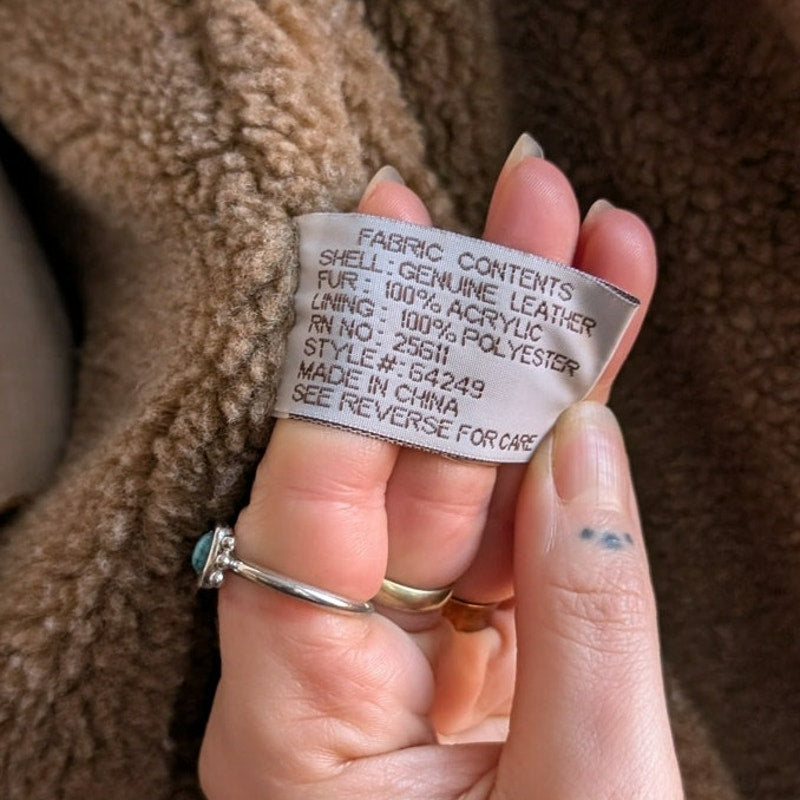 FABRIC CONTENTS
SHELL: GENUINE LEATHER
FUR: 100% ACRYLIC
LINING: 100% POLYESTER
RN NO: 25611
STYLE#: 64249
MADE IN CHINA
SEE REVERSE FOR CARE